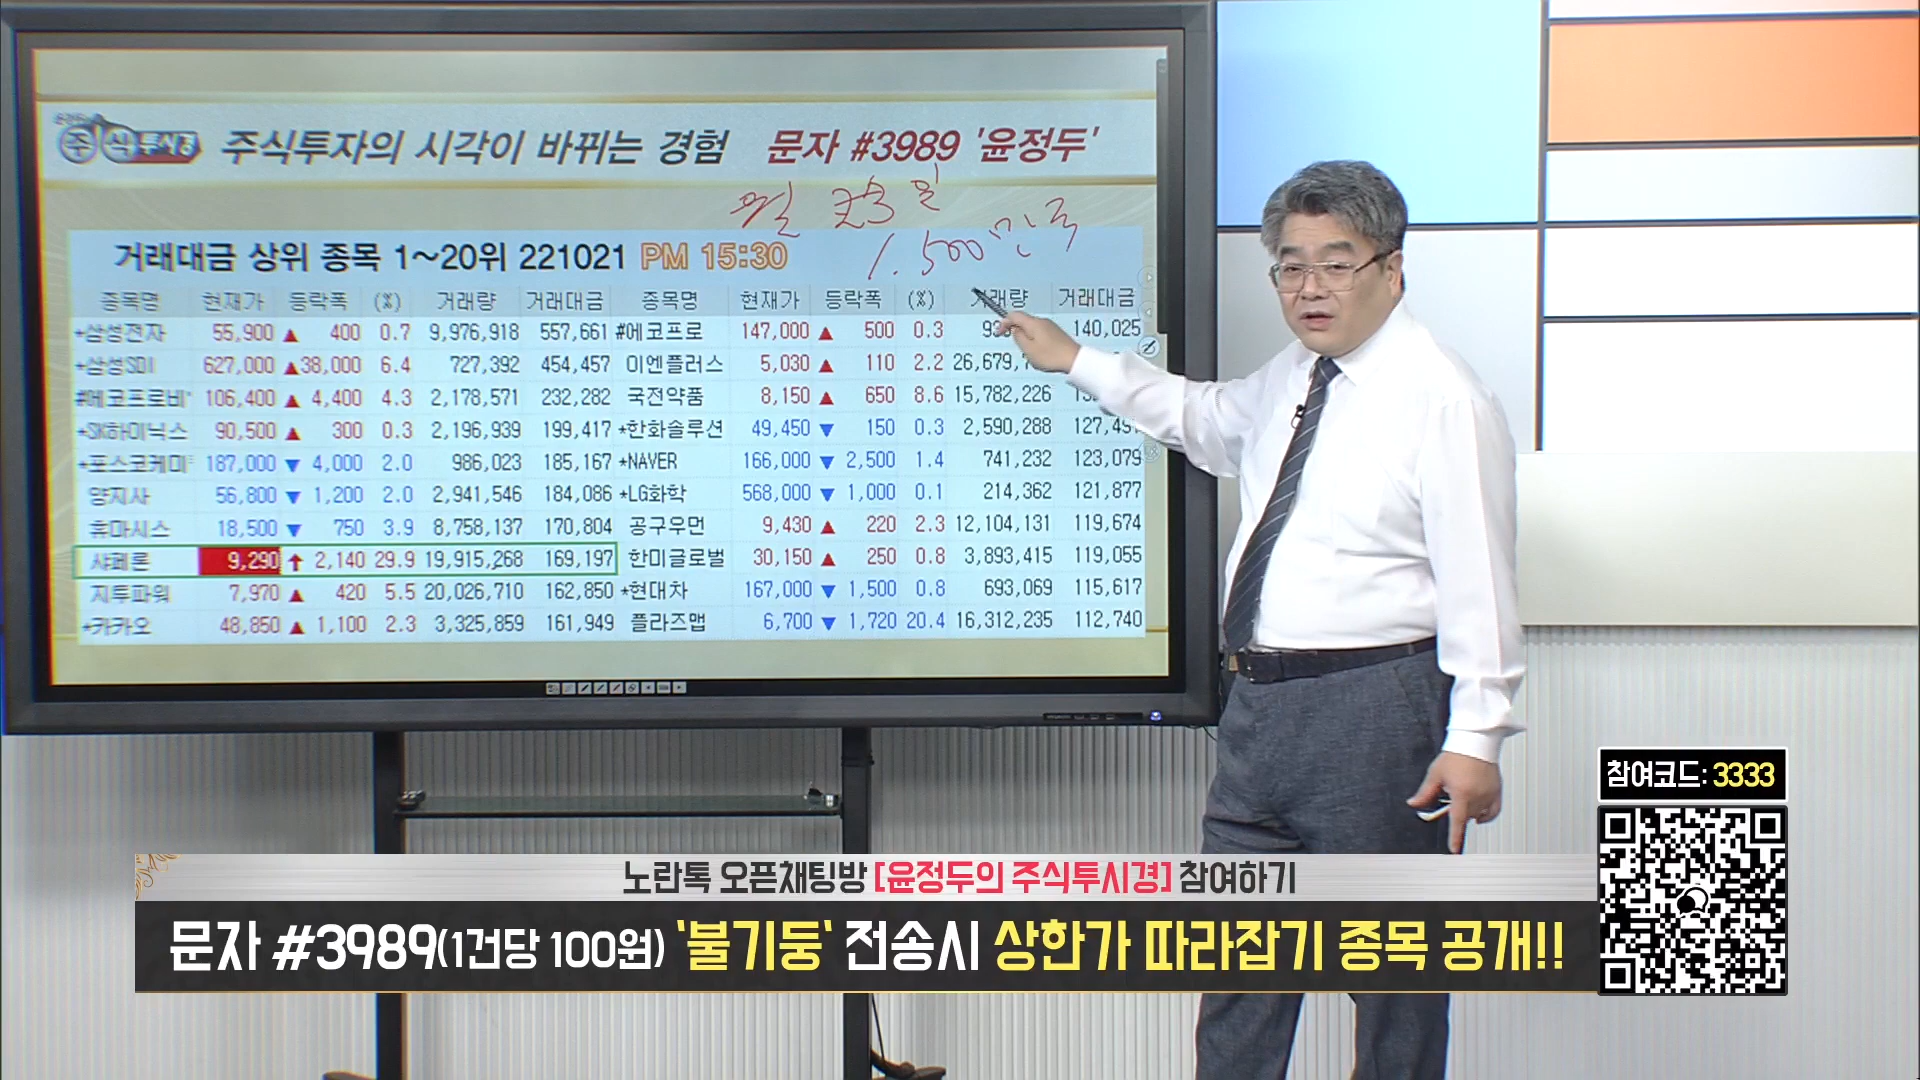 주식투시경 주식투자의 시각이 바뀌는 경험 문자 #3989 '윤정두'
1.500만주
거래대금 상위 종목 1~20위 221021 PM 15:30
종목명 현재가 등락폭 (%) 거래량 거래대금 종목명 현재가 등락폭 (%) 거래량 거래대금
*삼성전자 55,900 ▲ 400 0.7 9,976,918 557,661 #에코프로 147,000 ▲ 500 0.3 140,025
*삼성SDI 627,000 ▲38,000 6.4 727,392 454,457 이엔플러스 5,030 ▲ 110 2.2
#에코프로비 106,400 ▲ 4,400 4.3 2,178,571 232,282 국전약품 8,150 ▲ 650 8.6 15,782,226
*SK하이닉스 90,500 ▲ 300 0.3 2,196,939 199,417 *한화솔루션 49,450 ▼ 150 0.3 2,590,288
*포스코케미 187,000 ▼ 4,000 2.0 986,023 185,167 *NAVER 166,000 ▼ 2,500 1.4 741,232 123,079
양지사 56,800 ▼ 1,200 2.0 2,941,546 184,086 *LG화학 568,000 ▼ 1,000 0.1 214,362 121,877
휴마시스 18,500 ▼ 750 3.9 8,758,137 170,804 공구우먼 9,430 ▲ 220 2.3 12,104,131 119,674
샤페론 9,290 ↑ 2,140 29.9 19,915,268 169,197 한미글로벌 30,150 ▲ 250 0.8 3,893,415 119,055
지투파워 7,970 ▲ 420 5.5 20,026,710 162,850 *현대차 167,000 ▼ 1,500 0.8 693,069 115,617
*카카오 48,850 ▲ 1,100 2.3 3,325,859 161,949 플라즈맵 6,700 ▼ 1,720 20.4 16,312,235 112,740
참여코드: 3333
노란톡 오픈채팅방 [윤정두의 주식투시경] 참여하기
문자 #3989(1건당 100원) '불기둥' 전송시 상한가 따라잡기 종목 공개!!